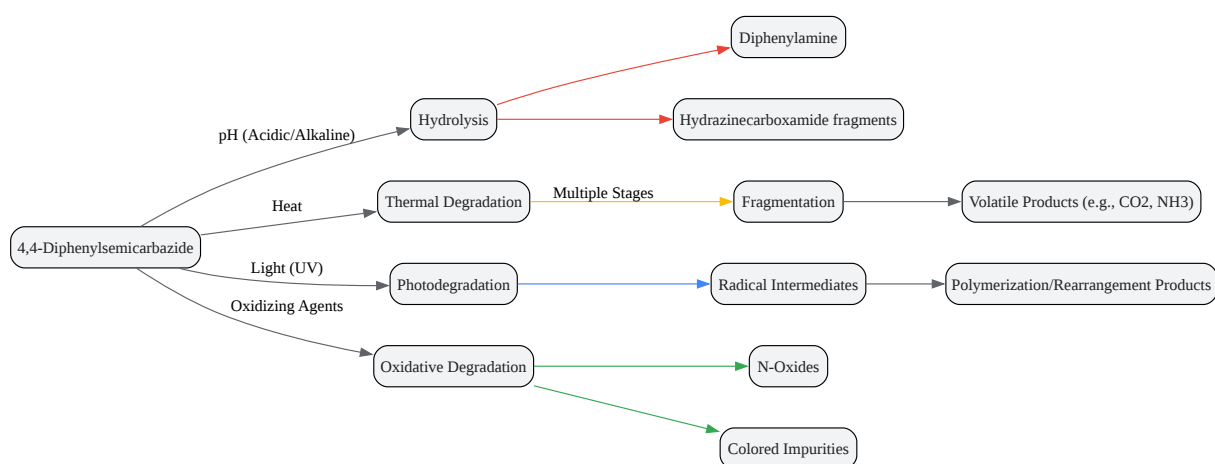 Diphenylamine
pH (Acidic/Alkaline)
Hydrolysis
Hydrazinecarboxamide fragments
Heat
Thermal Degradation
Multiple Stages
Fragmentation
Volatile Products (e.g., CO2, NH3)
4,4-Diphenylsemicarbazide
Light (UV)
Photodegradation
Radical Intermediates
Polymerization/Rearrangement Products
Oxidizing Agents
Oxidative Degradation
N-Oxides
Colored Impurities